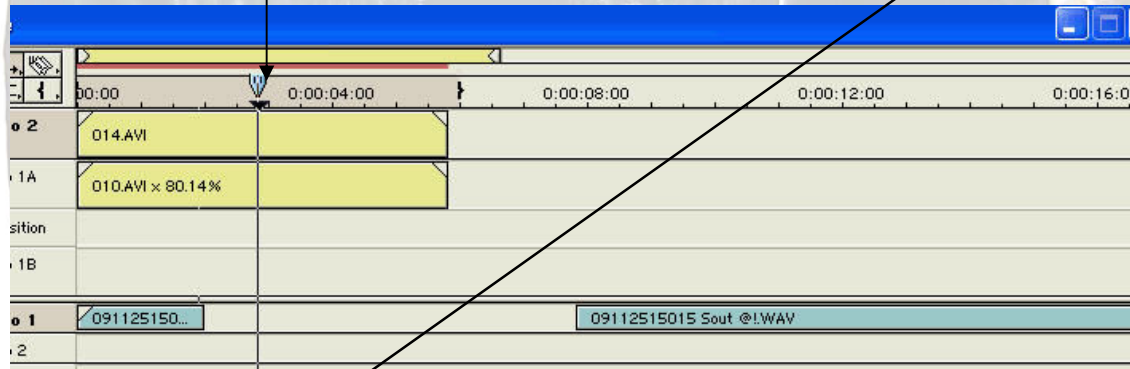 00:00 0:00:04:00 0:00:08:00 0:00:12:00 0:00:16:0
o 2 014.AVI
1A 010.AVI x 80.14%
sition
1B
o 1 091125150... 09112515015 Sout @!.WAV
2